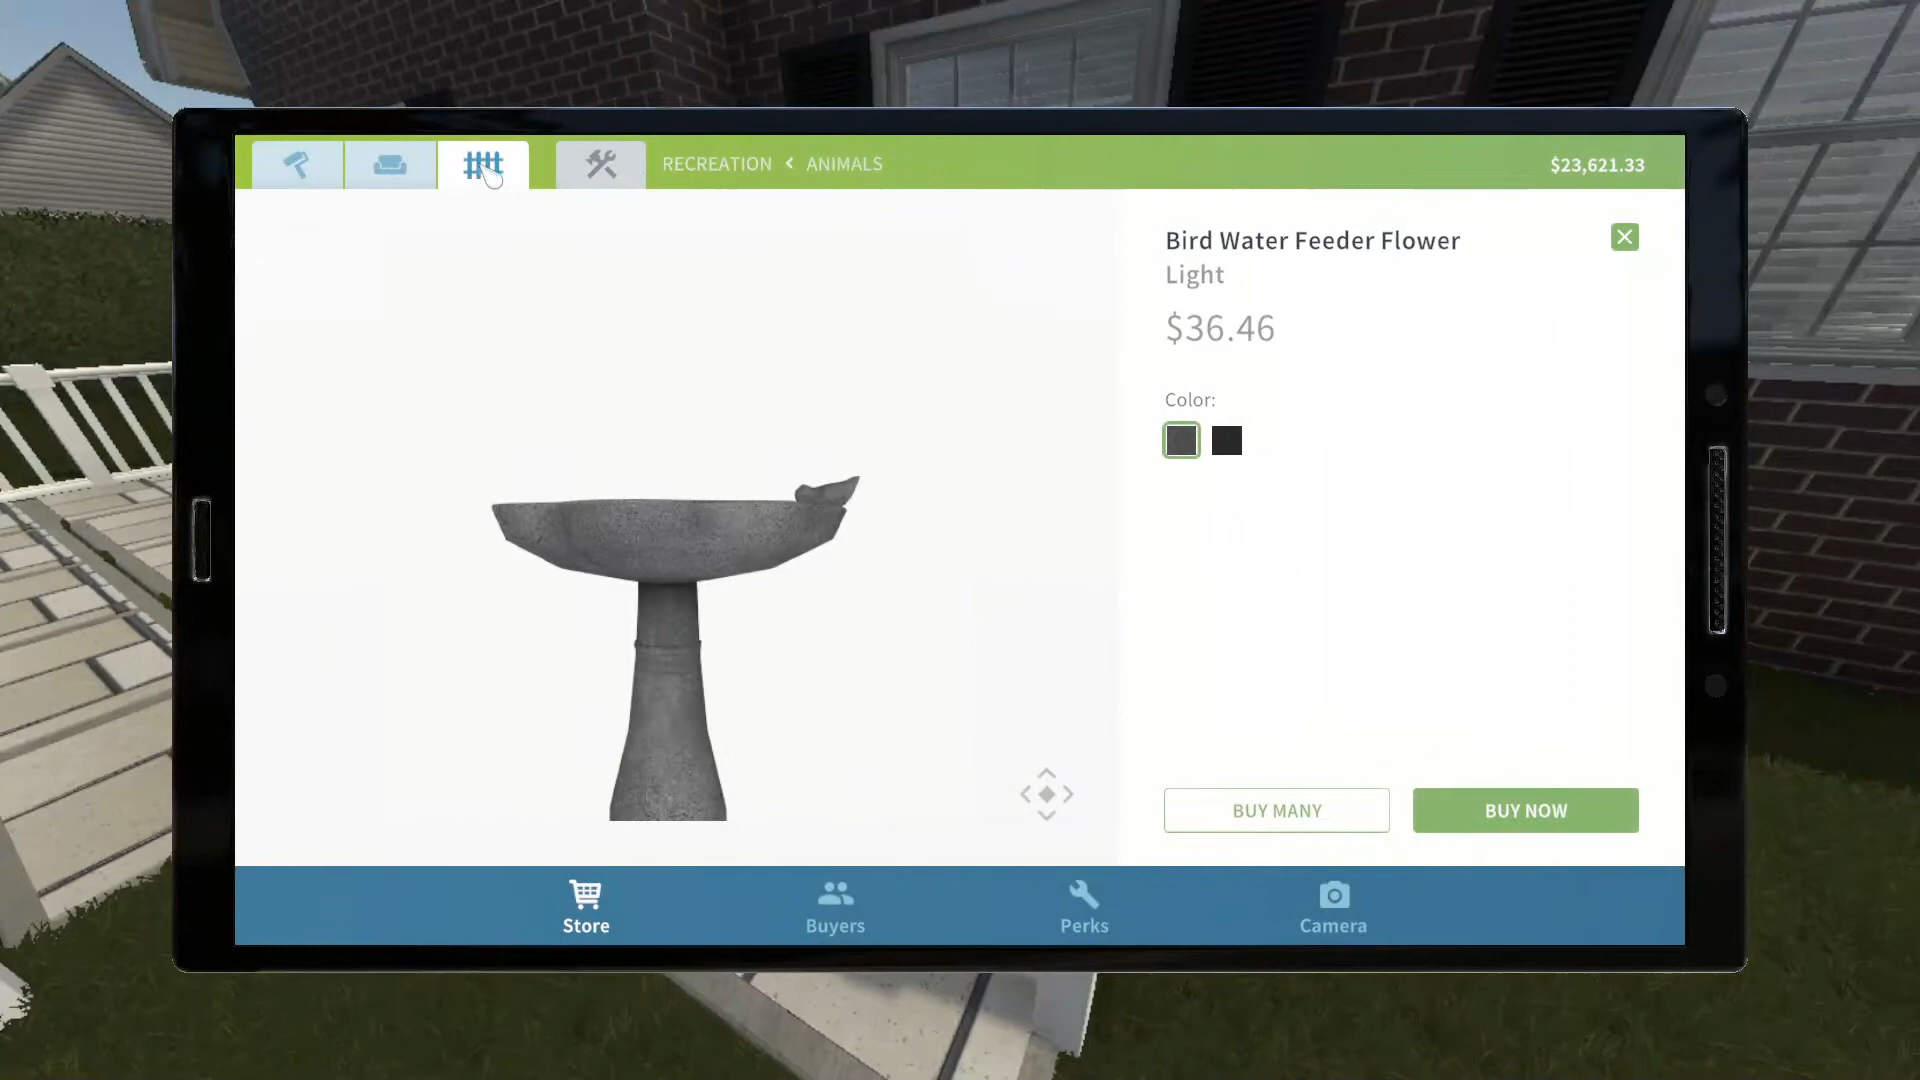 RECREATION < ANIMALS
$23,621.33
Bird Water Feeder Flower
Light
$36.46
Color:
BUY MANY
BUY NOW
Store
Buyers
Perks
Camera